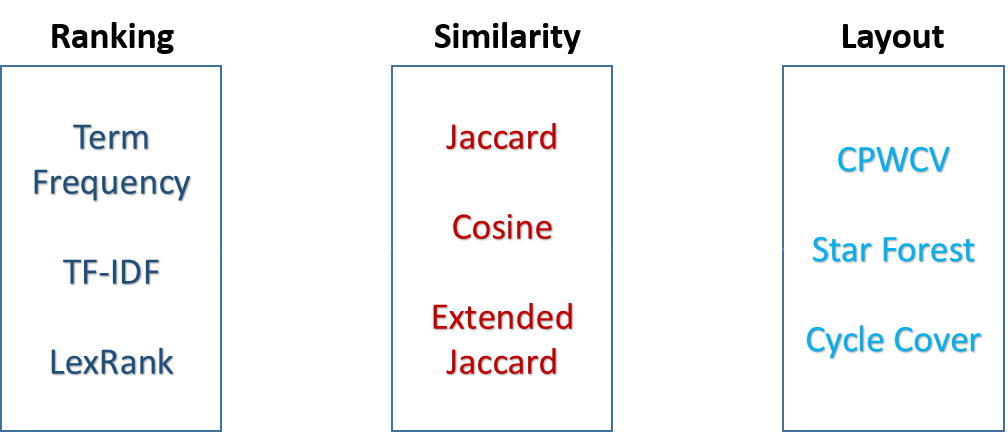 Ranking
Term
Frequency
TF-IDF
LexRank
Similarity
Jaccard
Cosine
Extended
Jaccard
Layout
CPWCV
Star Forest
Cycle Cover